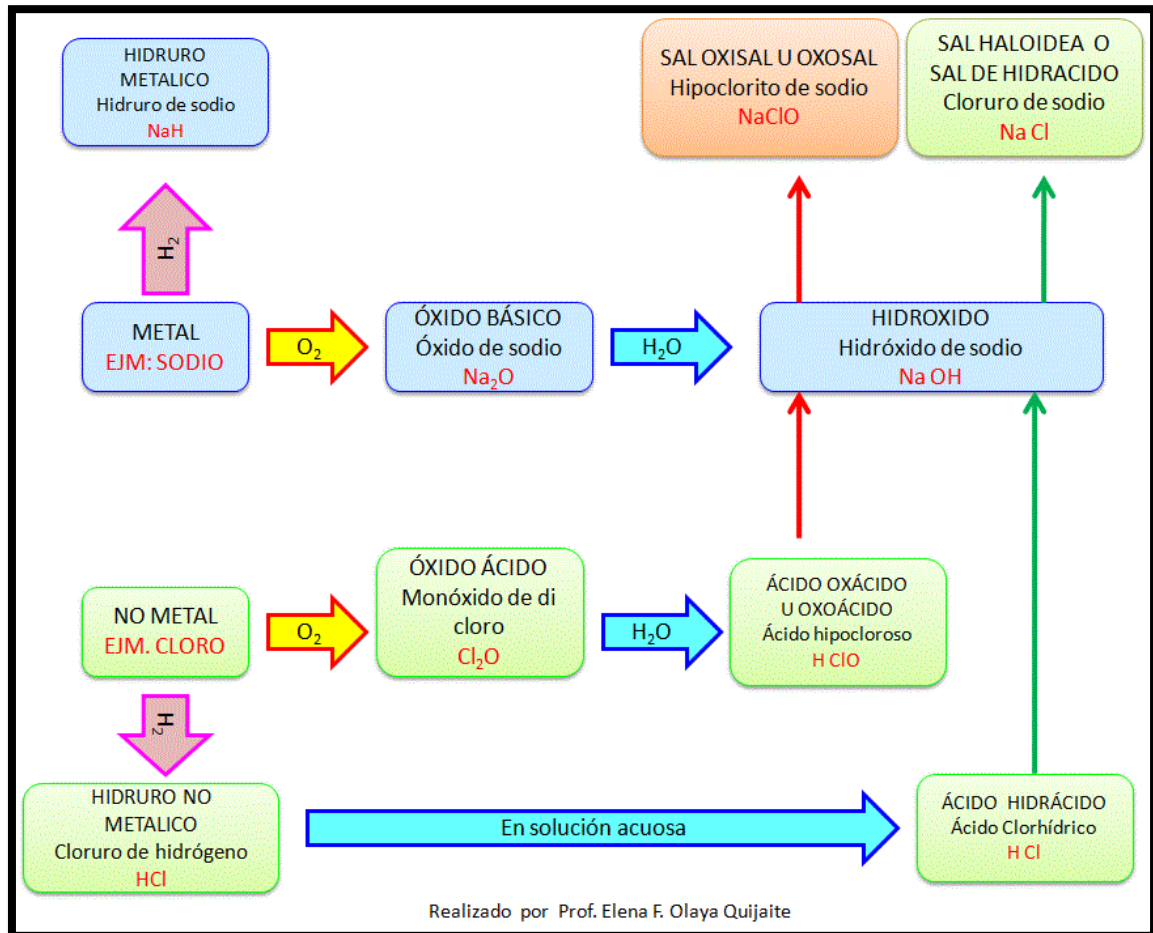 HIDRURO
METALICO
Hidruro de sodio
NaH
SAL OXISAL U OXOSAL
Hipoclorito de sodio
NaClO
SAL HALOIDEA O
SAL DE HIDRACIDO
Cloruro de sodio
Na Cl
H₂
METAL
EJM: SODIO
O₂
ÓXIDO BÁSICO
Óxido de sodio
Na₂O
H₂O
HIDROXIDO
Hidróxido de sodio
Na OH
NO METAL
EJM. CLORO
O₂
ÓXIDO ÁCIDO
Monóxido de di
cloro
Cl₂O
H₂O
ÁCIDO OXÁCIDO
U OXOÁCIDO
Ácido hipocloroso
H ClO
H₂
HIDRURO NO
METALICO
Cloruro de hidrógeno
HCl
En solución acuosa
ÁCIDO HIDRÁCIDO
Ácido Clorhídrico
H Cl
Realizado por Prof. Elena F. Olaya Quijaite